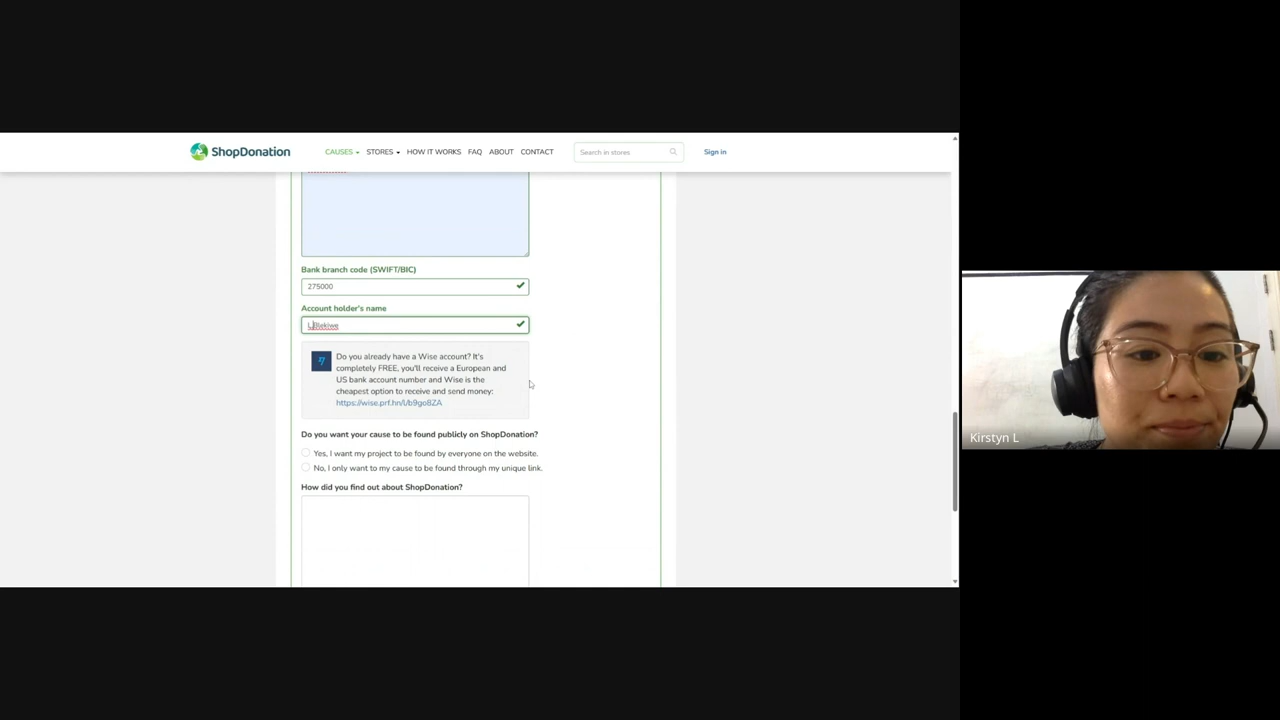 ShopDonation
CAUSES STORES HOW IT WORKS FAQ ABOUT CONTACT Search in stores Sign in
Bank branch code (SWIFT/BIC)
275000
Account holder's name
Do you already have a Wise account? It's
completely FREE, you'll receive a European and
US bank account number and Wise is the
cheapest option to receive and send money:
https://wise.prf.hn/l/b9go8ZA
Do you want your cause to be found publicly on ShopDonation?
Yes, I want my project to be found by everyone on the website.
No, I only want to my cause to be found through my unique link.
How did you find out about ShopDonation?
Kirstyn L